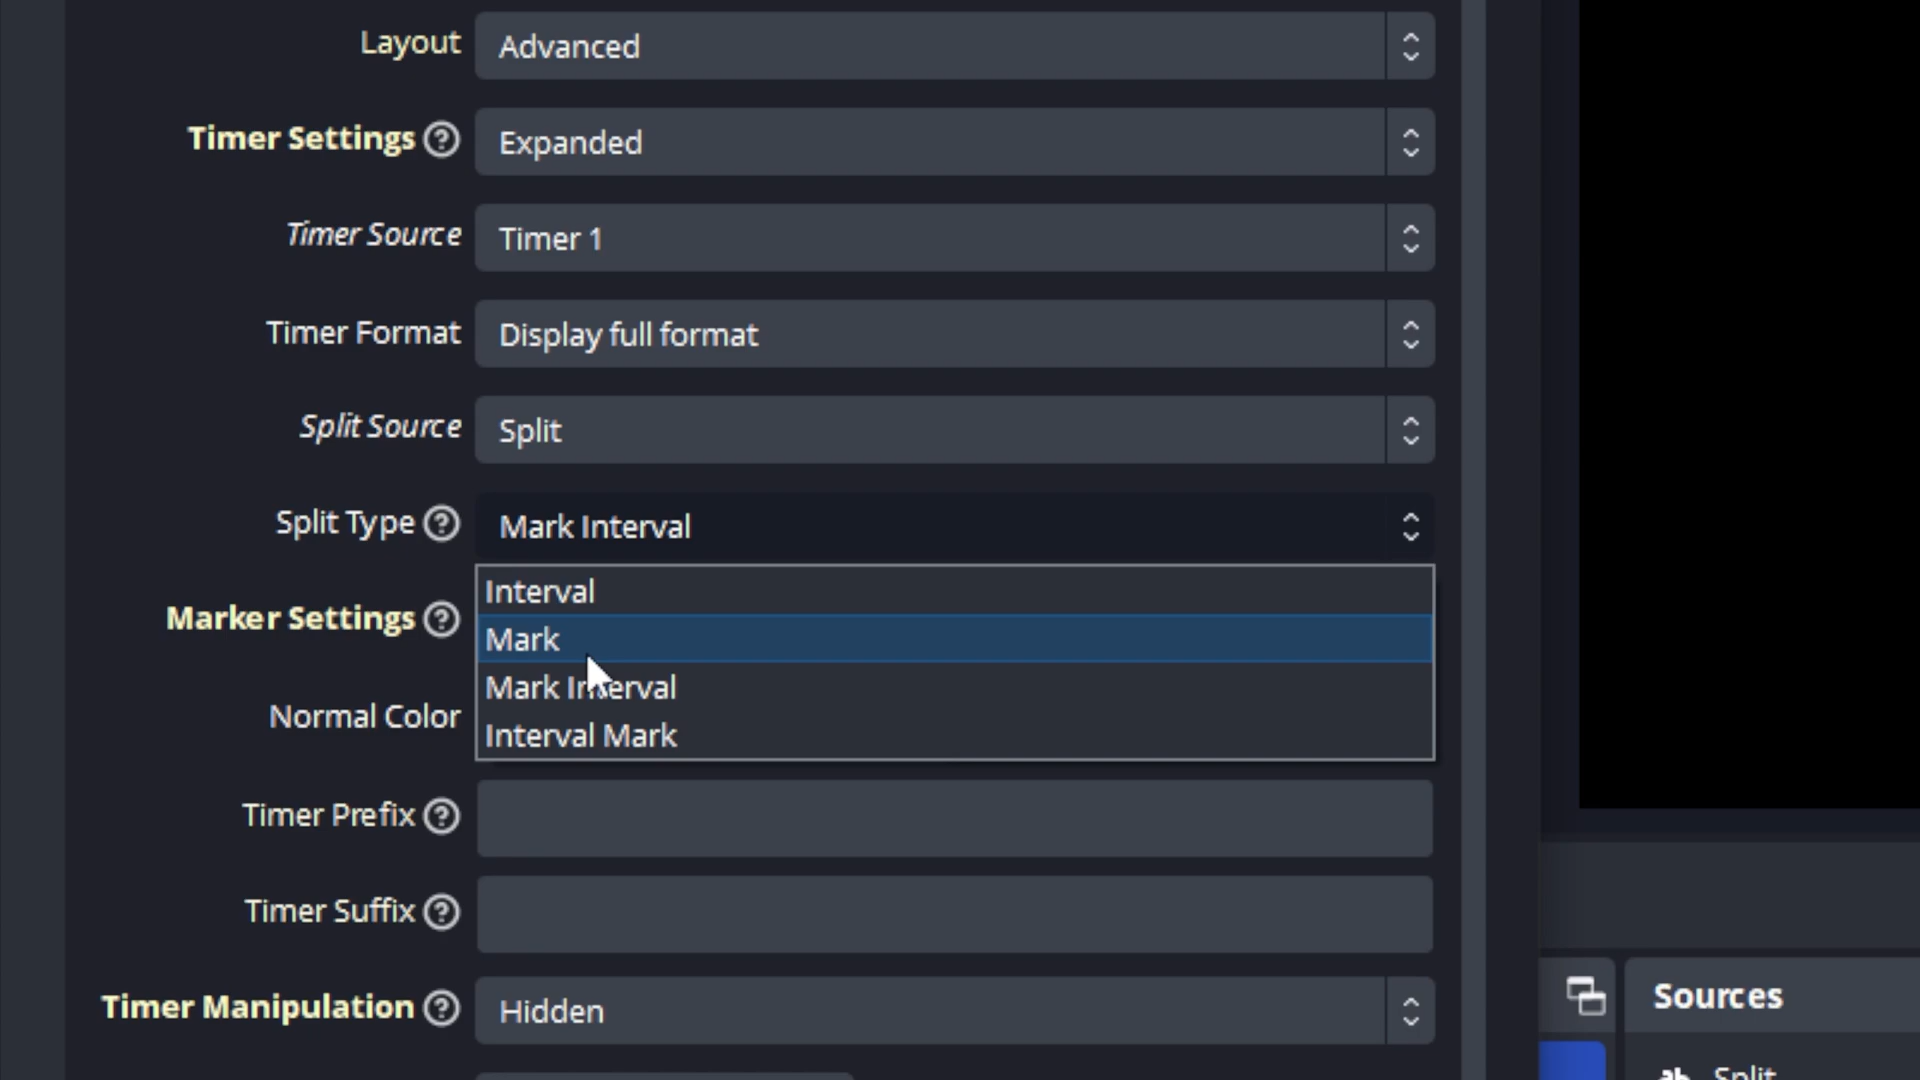 Layout Advanced
Timer Settings Expanded
Timer Source Timer 1
Timer Format Display full format
Split Source Split
Split Type Mark Interval
Interval
Marker Settings Mark
Mark Interval
Normal Color
Interval Mark
Timer Prefix
Timer Suffix
Timer Manipulation Hidden
Sources
ab Split